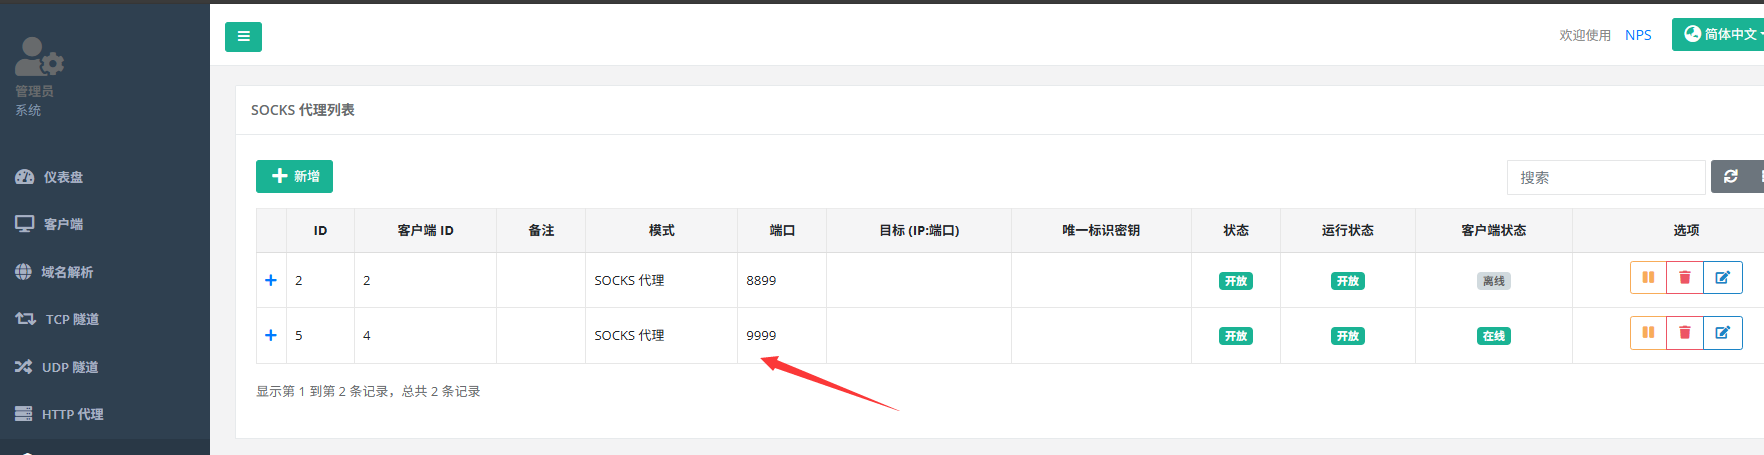 欢迎使用 NPS 简体中文
管理员
系统
SOCKS 代理列表
仪表盘
新增
搜索
客户端
ID 客户端 ID 备注 模式 端口 目标 (IP:端口) 唯一标识密钥 状态 运行状态 客户端状态 选项
域名解析
2 2 SOCKS 代理 8899 开放 开放 离线
TCP 隧道
5 4 SOCKS 代理 9999 开放 开放 在线
UDP 隧道
显示第 1 到第 2 条记录，总共 2 条记录
HTTP 代理